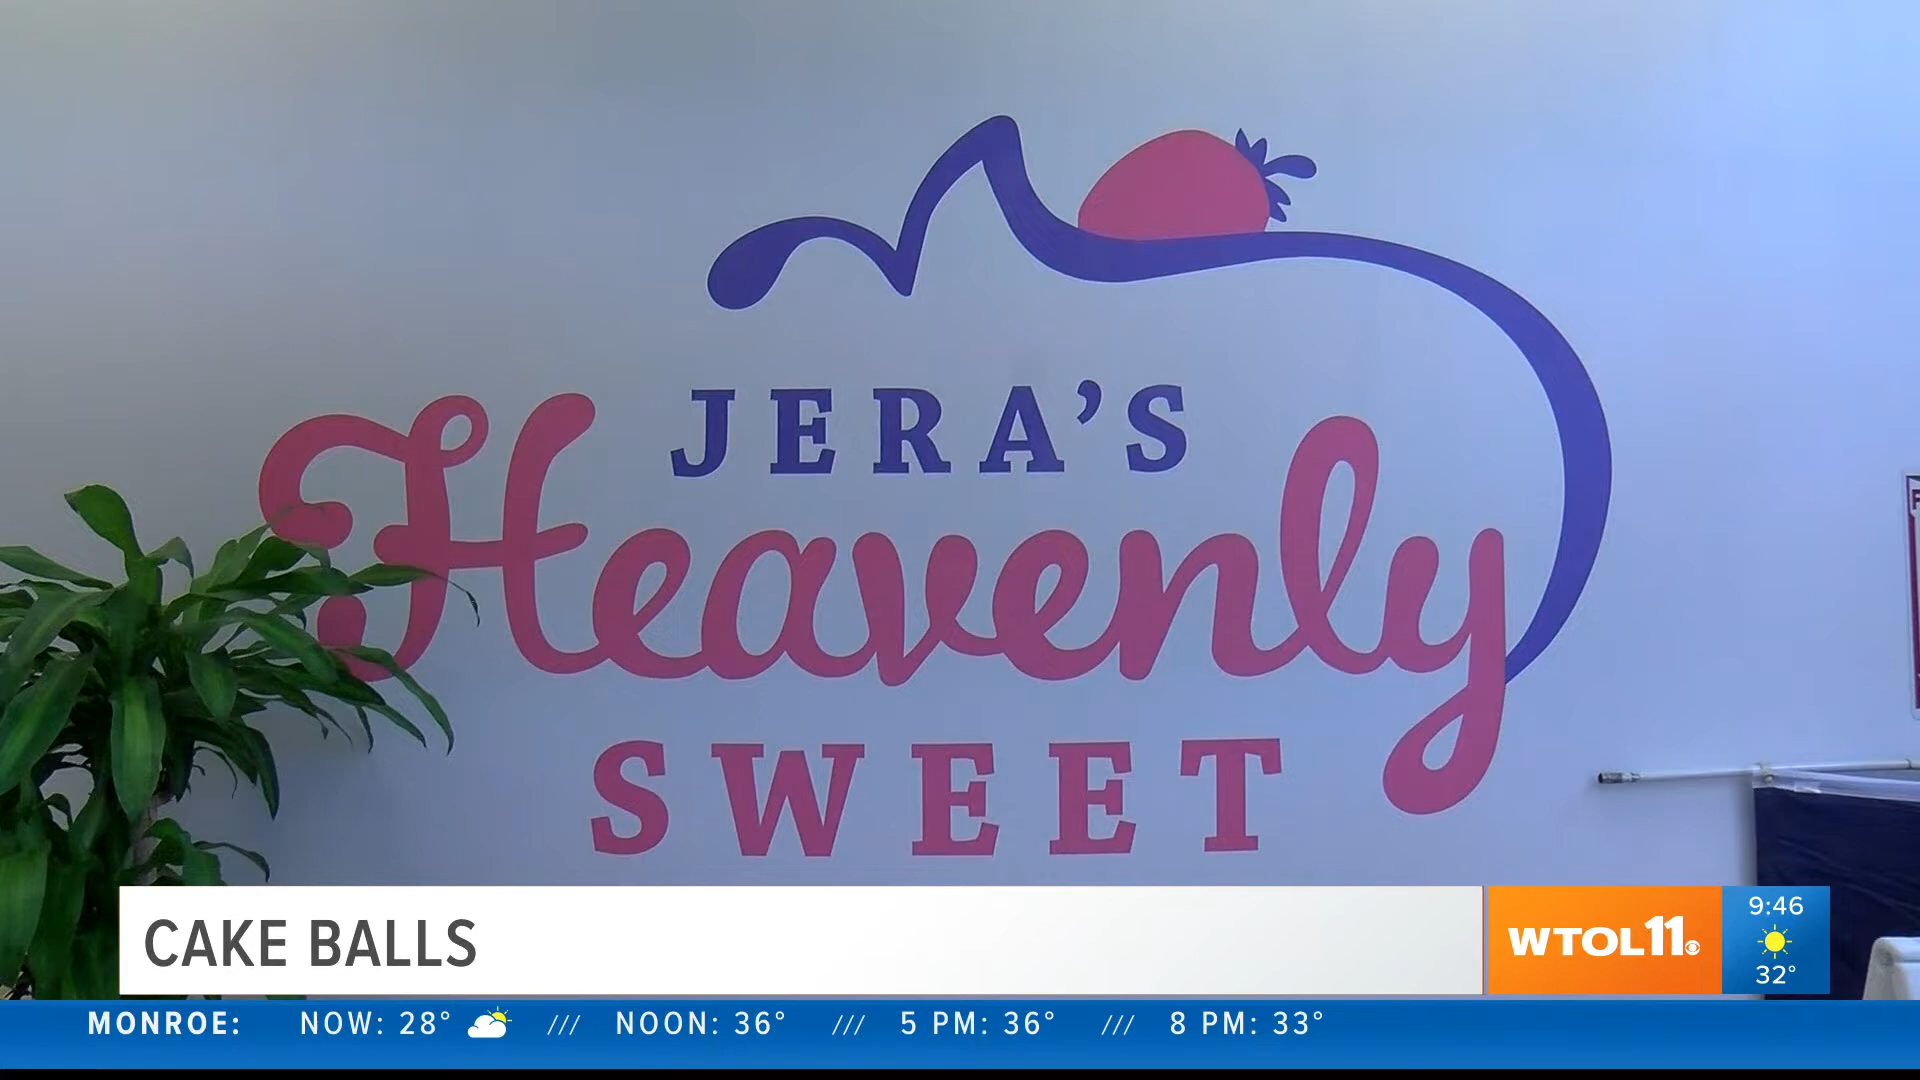 JERA'S
Heavenly
SWEET
CAKE BALLS
WTOL11
9:46
32°
MONROE: NOW: 28° /// NOON: 36° /// 5 PM: 36° /// 8 PM: 33°